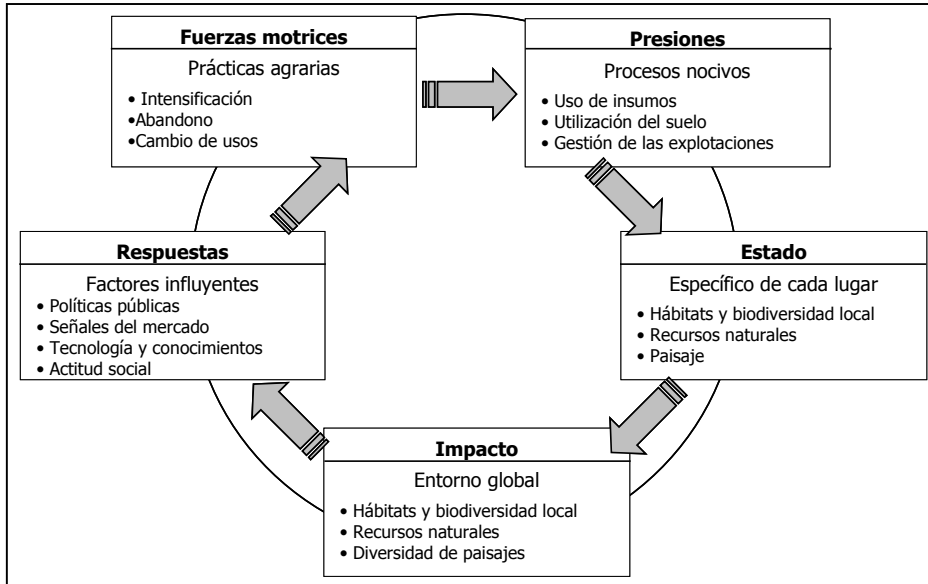 Fuerzas motrices
Prácticas agrarias
• Intensificación
•Abandono
•Cambio de usos
Presiones
Procesos nocivos
• Uso de insumos
• Utilización del suelo
• Gestión de las explotaciones
Estado
Específico de cada lugar
• Hábitats y biodiversidad local
• Recursos naturales
• Paisaje
Impacto
Entorno global
• Hábitats y biodiversidad local
• Recursos naturales
• Diversidad de paisajes
Respuestas
Factores influyentes
• Políticas públicas
• Señales del mercado
• Tecnología y conocimientos
• Actitud social